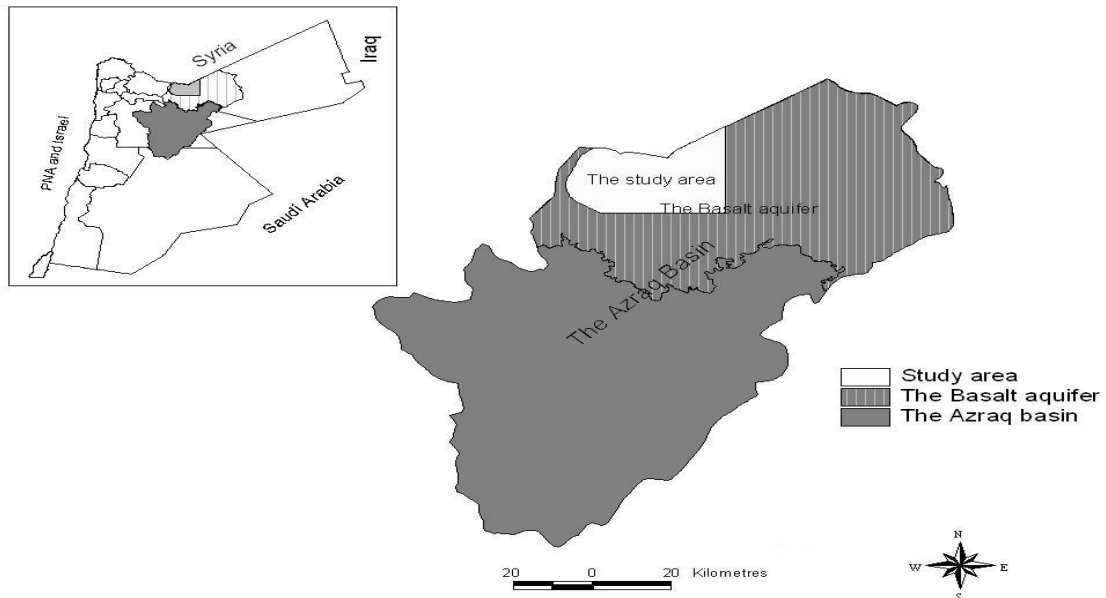 Syria
Iraq
PNA and Israel
Saudi Arabia
The study area
The Basalt aquifer
The Azraq Basin
Study area
The Basalt aquifer
The Azraq basin
20 0 20 Kilometres
N
W E
S